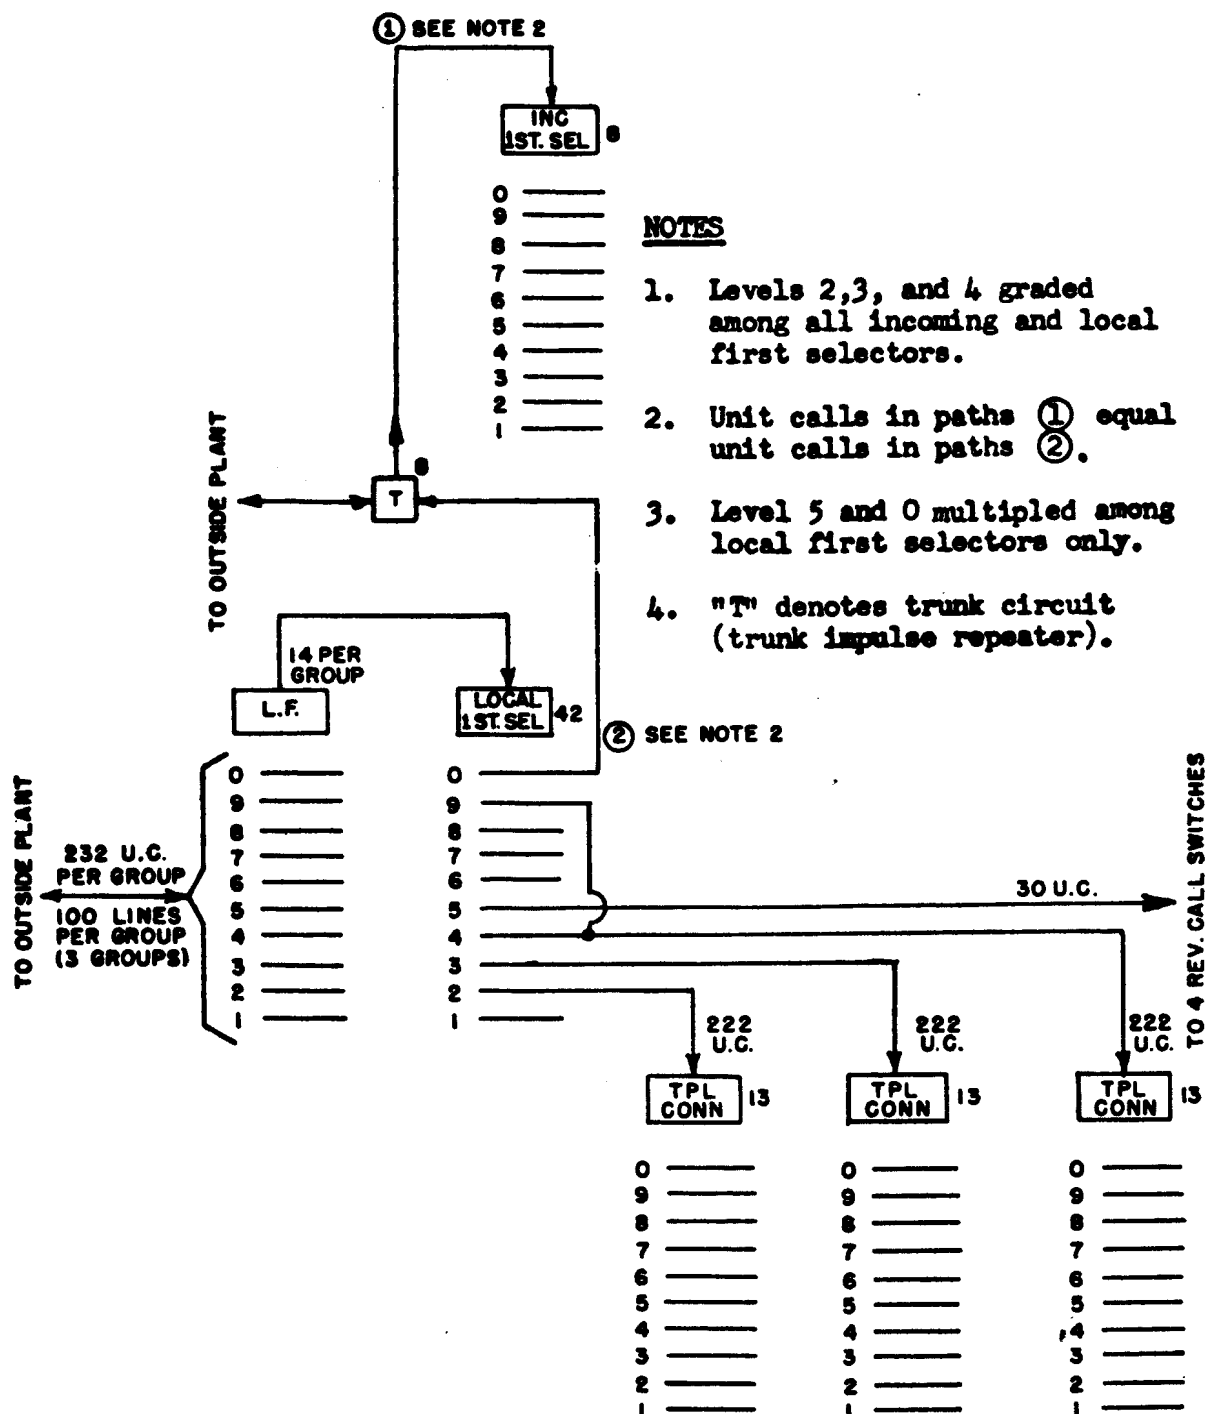 ① SEE NOTE 2
INC
1ST. SEL
8
0
9
8
7
6
5
4
3
2
1
NOTES
1. Levels 2,3, and 4 graded
among all incoming and local
first selectors.
2. Unit calls in paths ① equal
unit calls in paths ②.
3. Level 5 and 0 multipled among
local first selectors only.
4. "T" denotes trunk circuit
(trunk impulse repeater).
TO OUTSIDE PLANT
8
T
14 PER
GROUP
L.F.
LOCAL
1ST. SEL
42
② SEE NOTE 2
TO OUTSIDE PLANT
232 U.C.
PER GROUP
100 LINES
PER GROUP
(3 GROUPS)
0
9
8
7
6
5
4
3
2
1
0
9
8
7
6
5
4
3
2
1
30 U.C.
TO 4 REV. CALL SWITCHES
222
U.C.
222
U.C.
222
U.C.
TPL
CONN
13
TPL
CONN
13
TPL
CONN
13
0
9
8
7
6
5
4
3
2
1
0
9
8
7
6
5
4
3
2
1
0
9
8
7
6
5
4
3
2
1